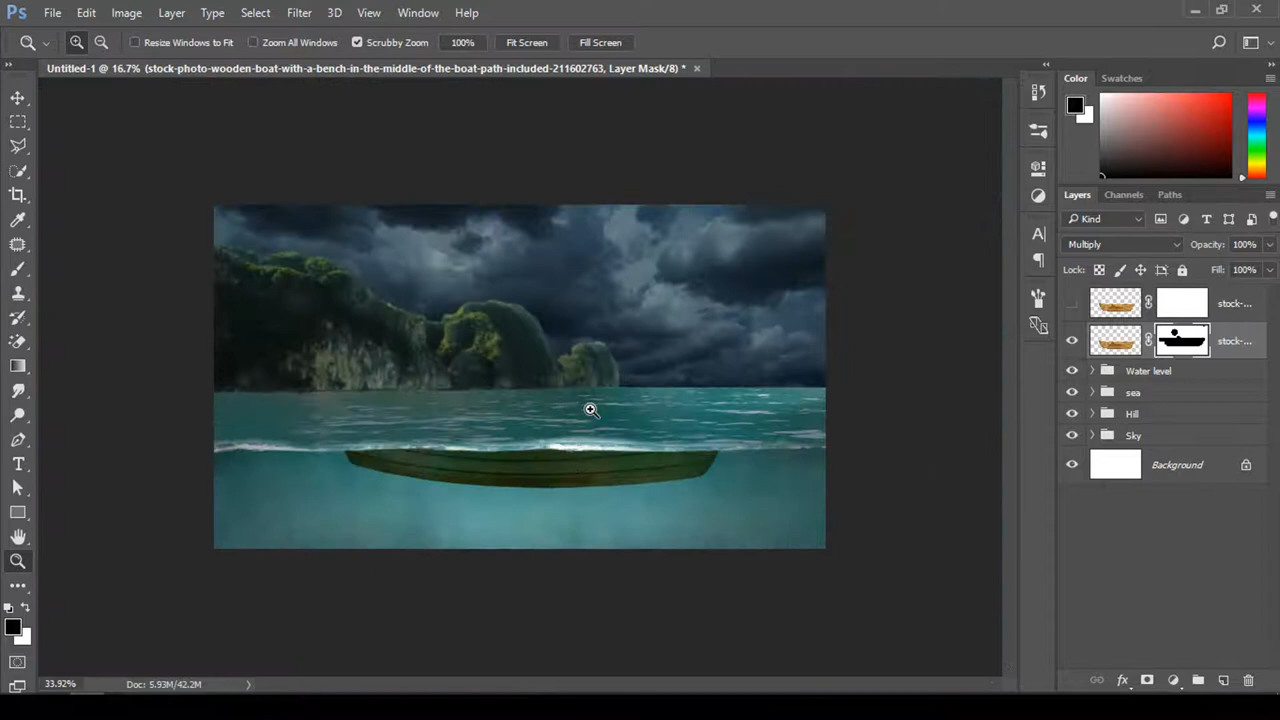 Ps File Edit Image Layer Type Select Filter 3D View Window Help
Resize Windows to Fit Zoom All Windows Scrubby Zoom 100% Fit Screen Fill Screen
Untitled-1 @ 16.7% (stock-photo-wooden-boat-with-a-bench-in-the-middle-of-the-boat-path-included-211602763, Layer Mask/8) * ×
Color Swatches
Layers Channels Paths
Kind
Multiply Opacity: 100%
Lock: Fill: 100%
stock-...
stock-...
Water level
sea
Hill
Sky
Background
33.92% Doc: 5.93M/42.2M